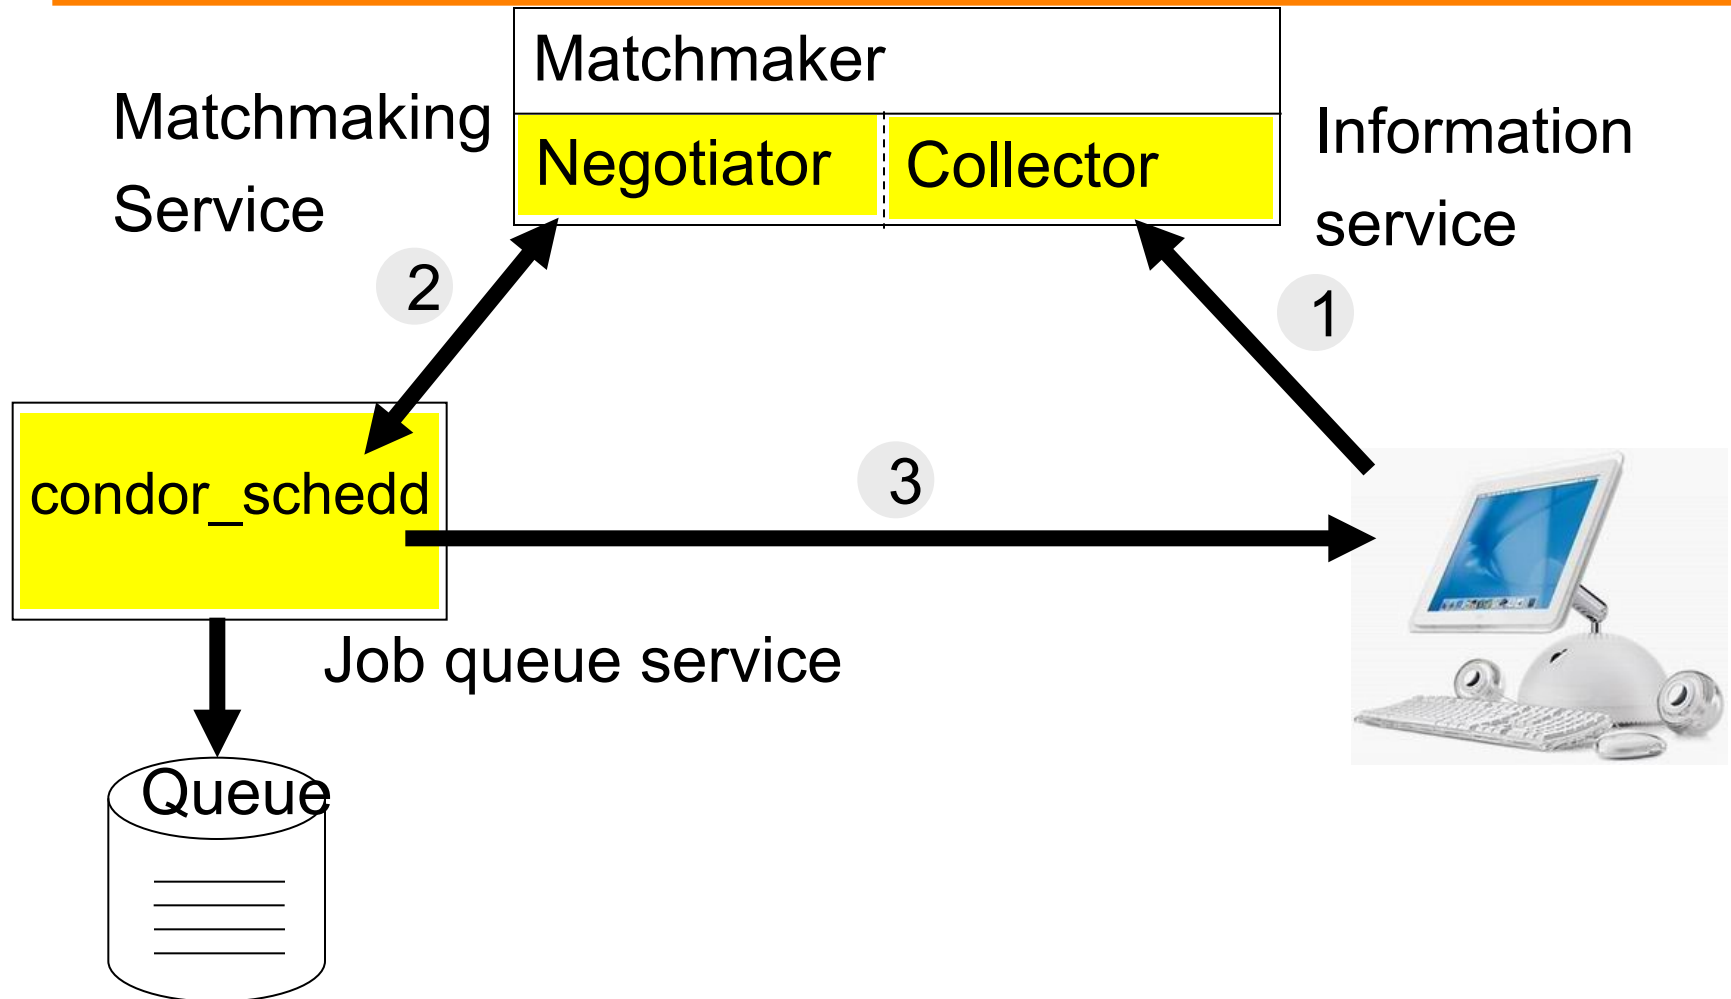 Matchmaker
Matchmaking
Service
Negotiator
Collector
Information
service
2
1
condor_schedd
3
Job queue service
Queue